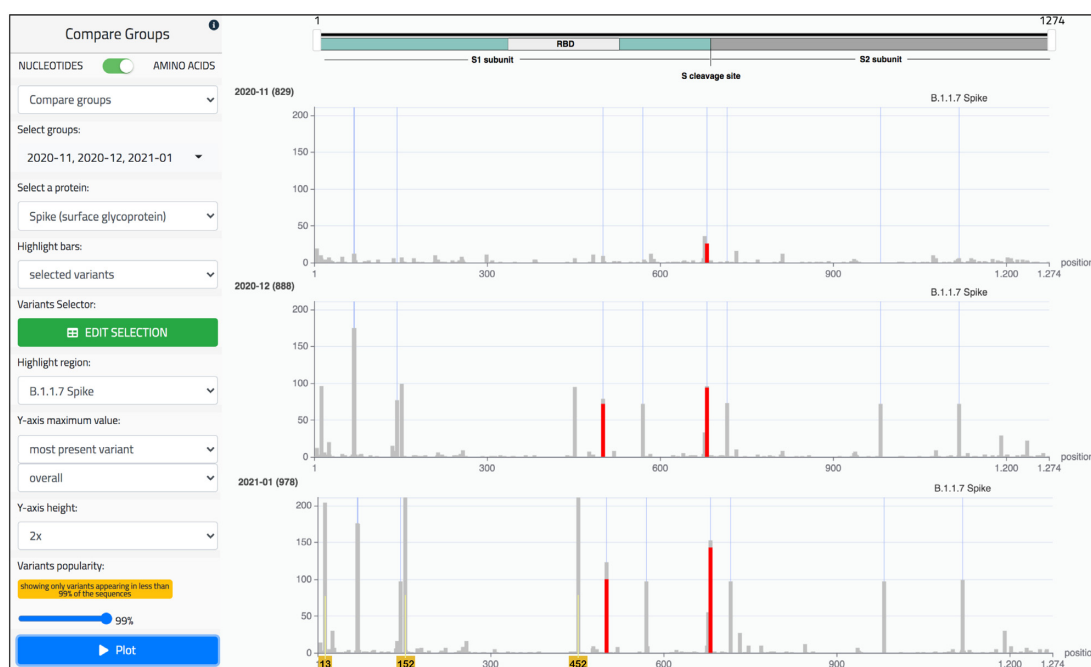 Compare Groups
NUCLEOTIDES AMINO ACIDS
Compare groups
Select groups:
2020-11, 2020-12, 2021-01
Select a protein:
Spike (surface glycoprotein)
Highlight bars:
selected variants
Variants Selector:
EDIT SELECTION
Highlight region:
B.1.1.7 Spike
Y-axis maximum value:
most present variant
overall
Y-axis height:
2x
Variants popularity:
showing only variants appearing in less than
99% of the sequences
99%
Plot
1 1274
RBD
S1 subunit S2 subunit
S cleavage site
2020-11 (829)
B.1.1.7 Spike
200
150
100
50
0
1 300 600 900 1.200 1.274
position
2020-12 (888)
B.1.1.7 Spike
200
150
100
50
0
1 300 600 900 1.200 1.274
position
2021-01 (978)
B.1.1.7 Spike
200
150
100
50
0
13 152 300 452 600 900 1.200 1.274
position